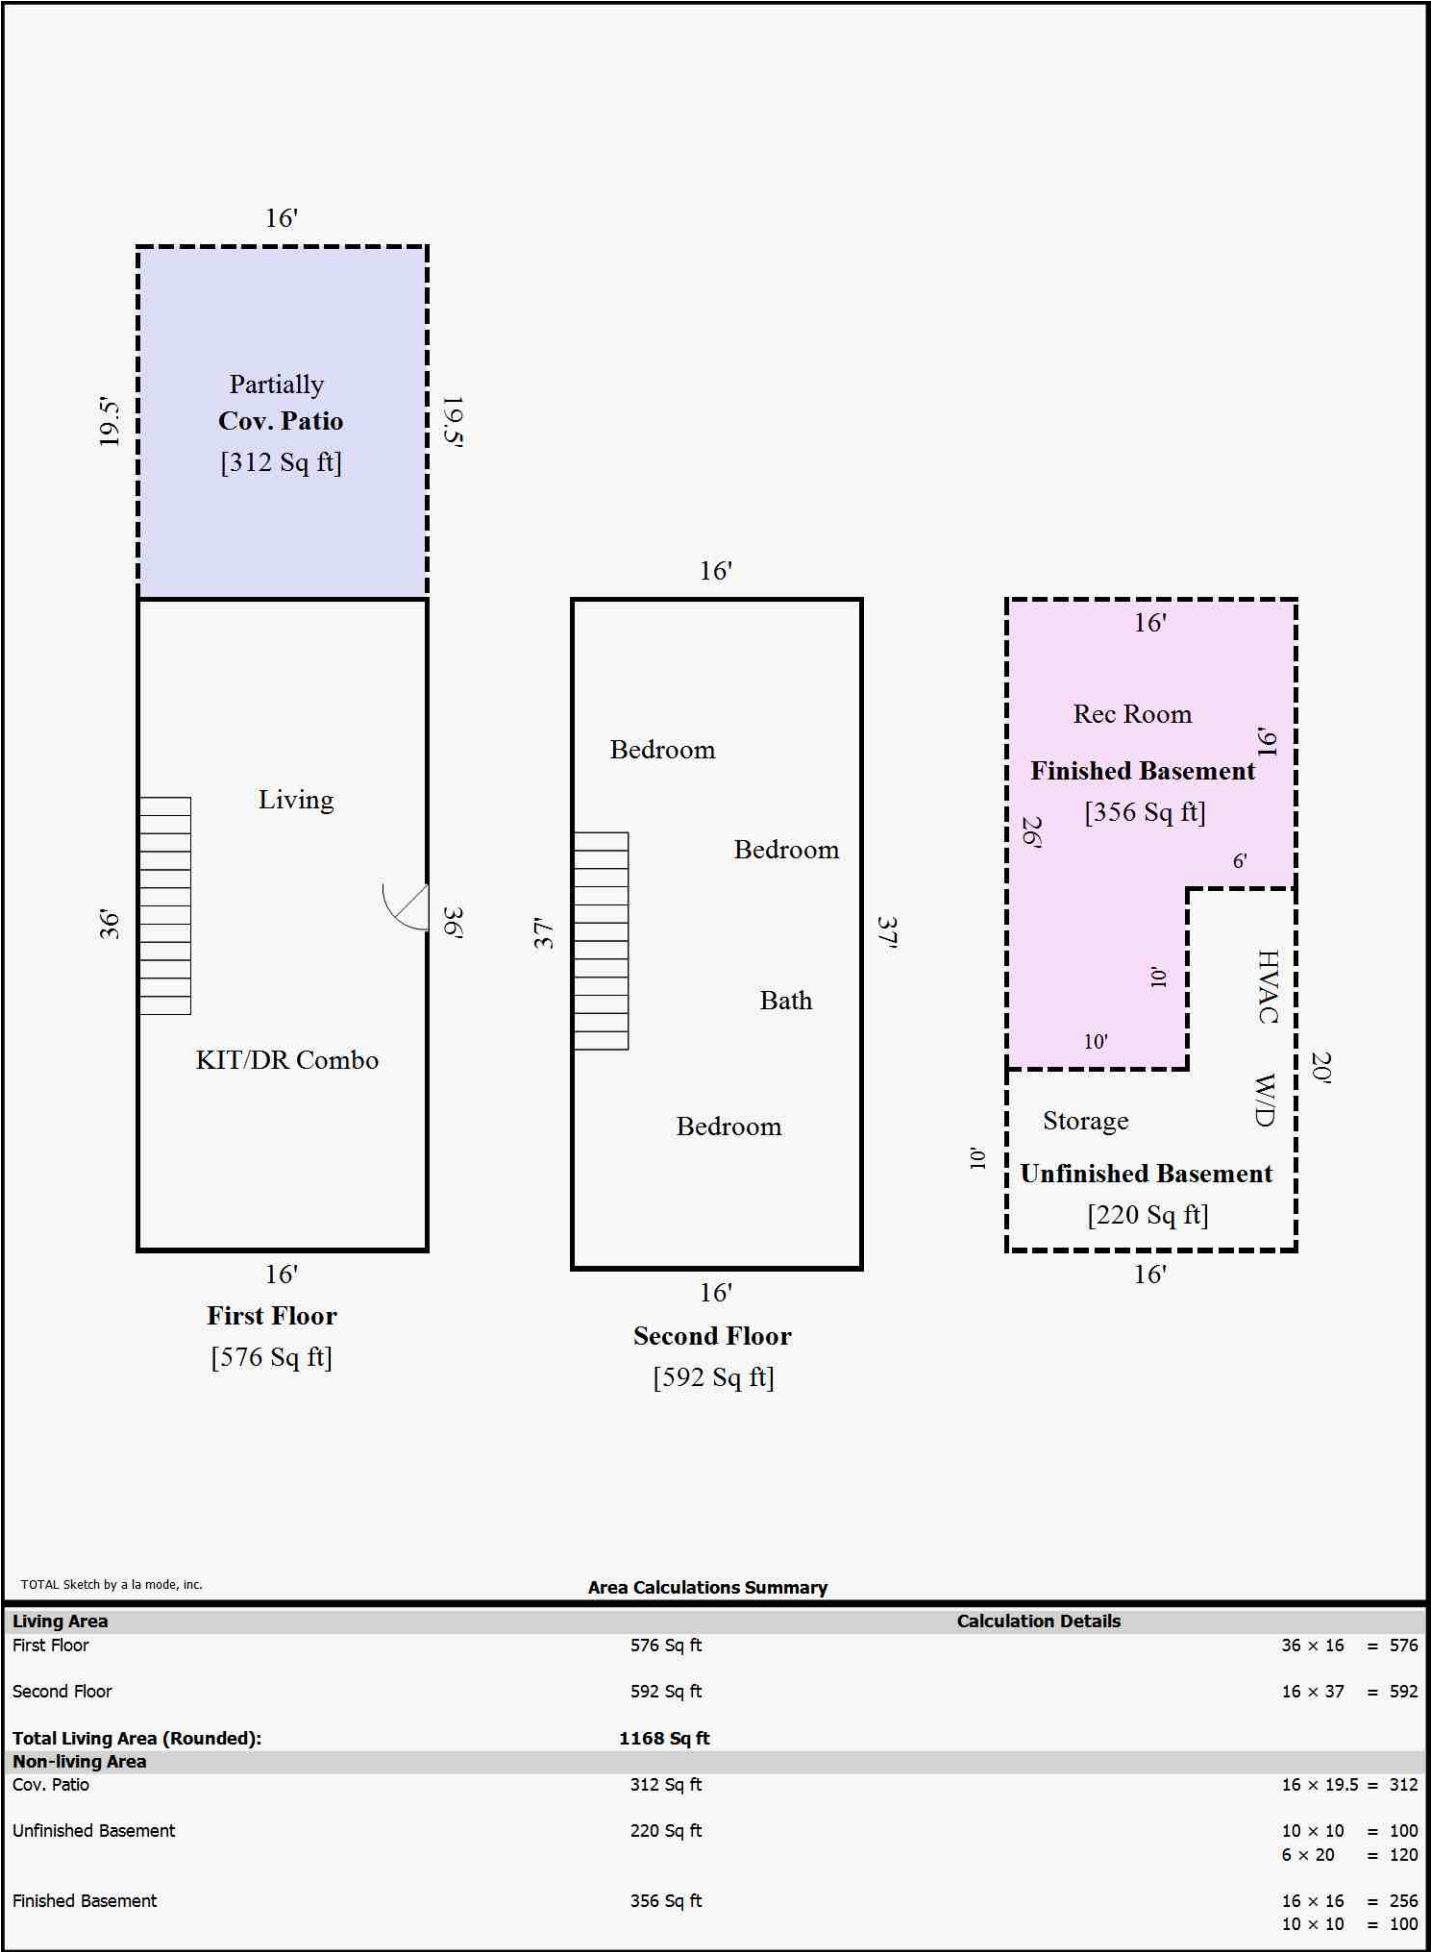 16'
19.5'
19.5'
Partially
Cov. Patio
[312 Sq ft]
36'
36'
Living
KIT/DR Combo
16'
First Floor
[576 Sq ft]
16'
37'
37'
Bedroom
Bedroom
Bath
Bedroom
16'
Second Floor
[592 Sq ft]
16'
Rec Room
16'
Finished Basement
[356 Sq ft]
26'
6'
10'
10'
HVAC
W/D
20'
Storage
10'
Unfinished Basement
[220 Sq ft]
16'
TOTAL Sketch by a la mode, inc.
Area Calculations Summary
Living Area Calculation Details
First Floor 576 Sq ft 36 × 16 = 576
Second Floor 592 Sq ft 16 × 37 = 592
Total Living Area (Rounded): 1168 Sq ft
Non-living Area
Cov. Patio 312 Sq ft 16 × 19.5 = 312
Unfinished Basement 220 Sq ft 10 × 10 = 100
6 × 20 = 120
Finished Basement 356 Sq ft 16 × 16 = 256
10 × 10 = 100